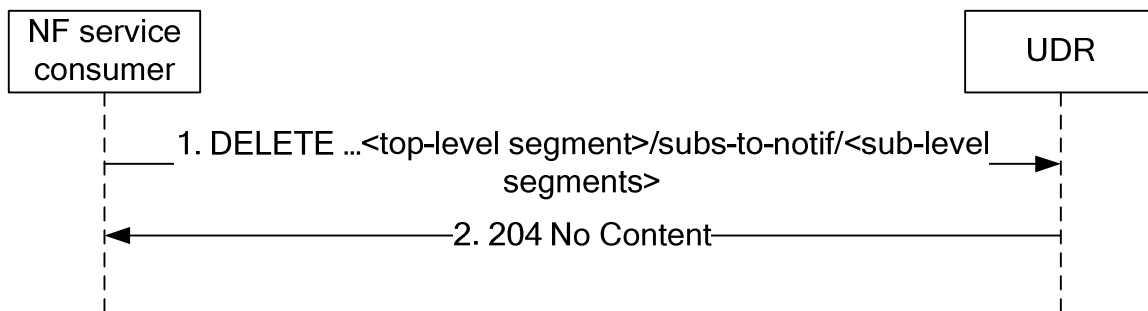 NF service
consumer
UDR
1. DELETE ...<top-level segment>/subs-to-notif/<sub-level
segments>
2. 204 No Content